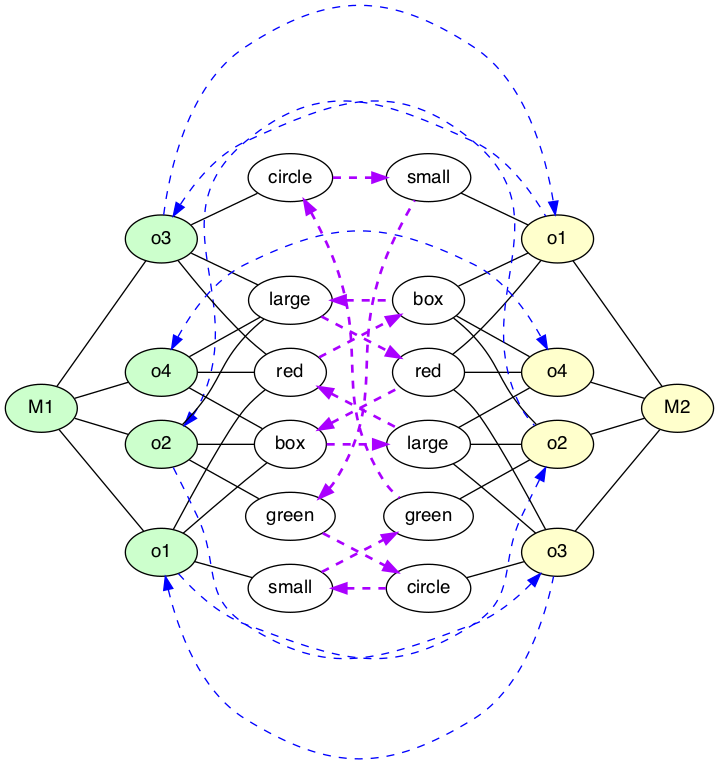 circle small
o3 o1
large box
o4 red red o4
M1 M2
o2 box large o2
green green
o1 o3
small circle